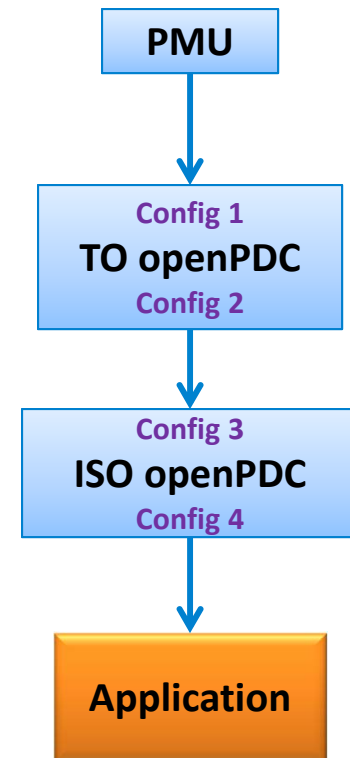 PMU
Config 1
TO openPDC
Config 2
Config 3
ISO openPDC
Config 4
Application